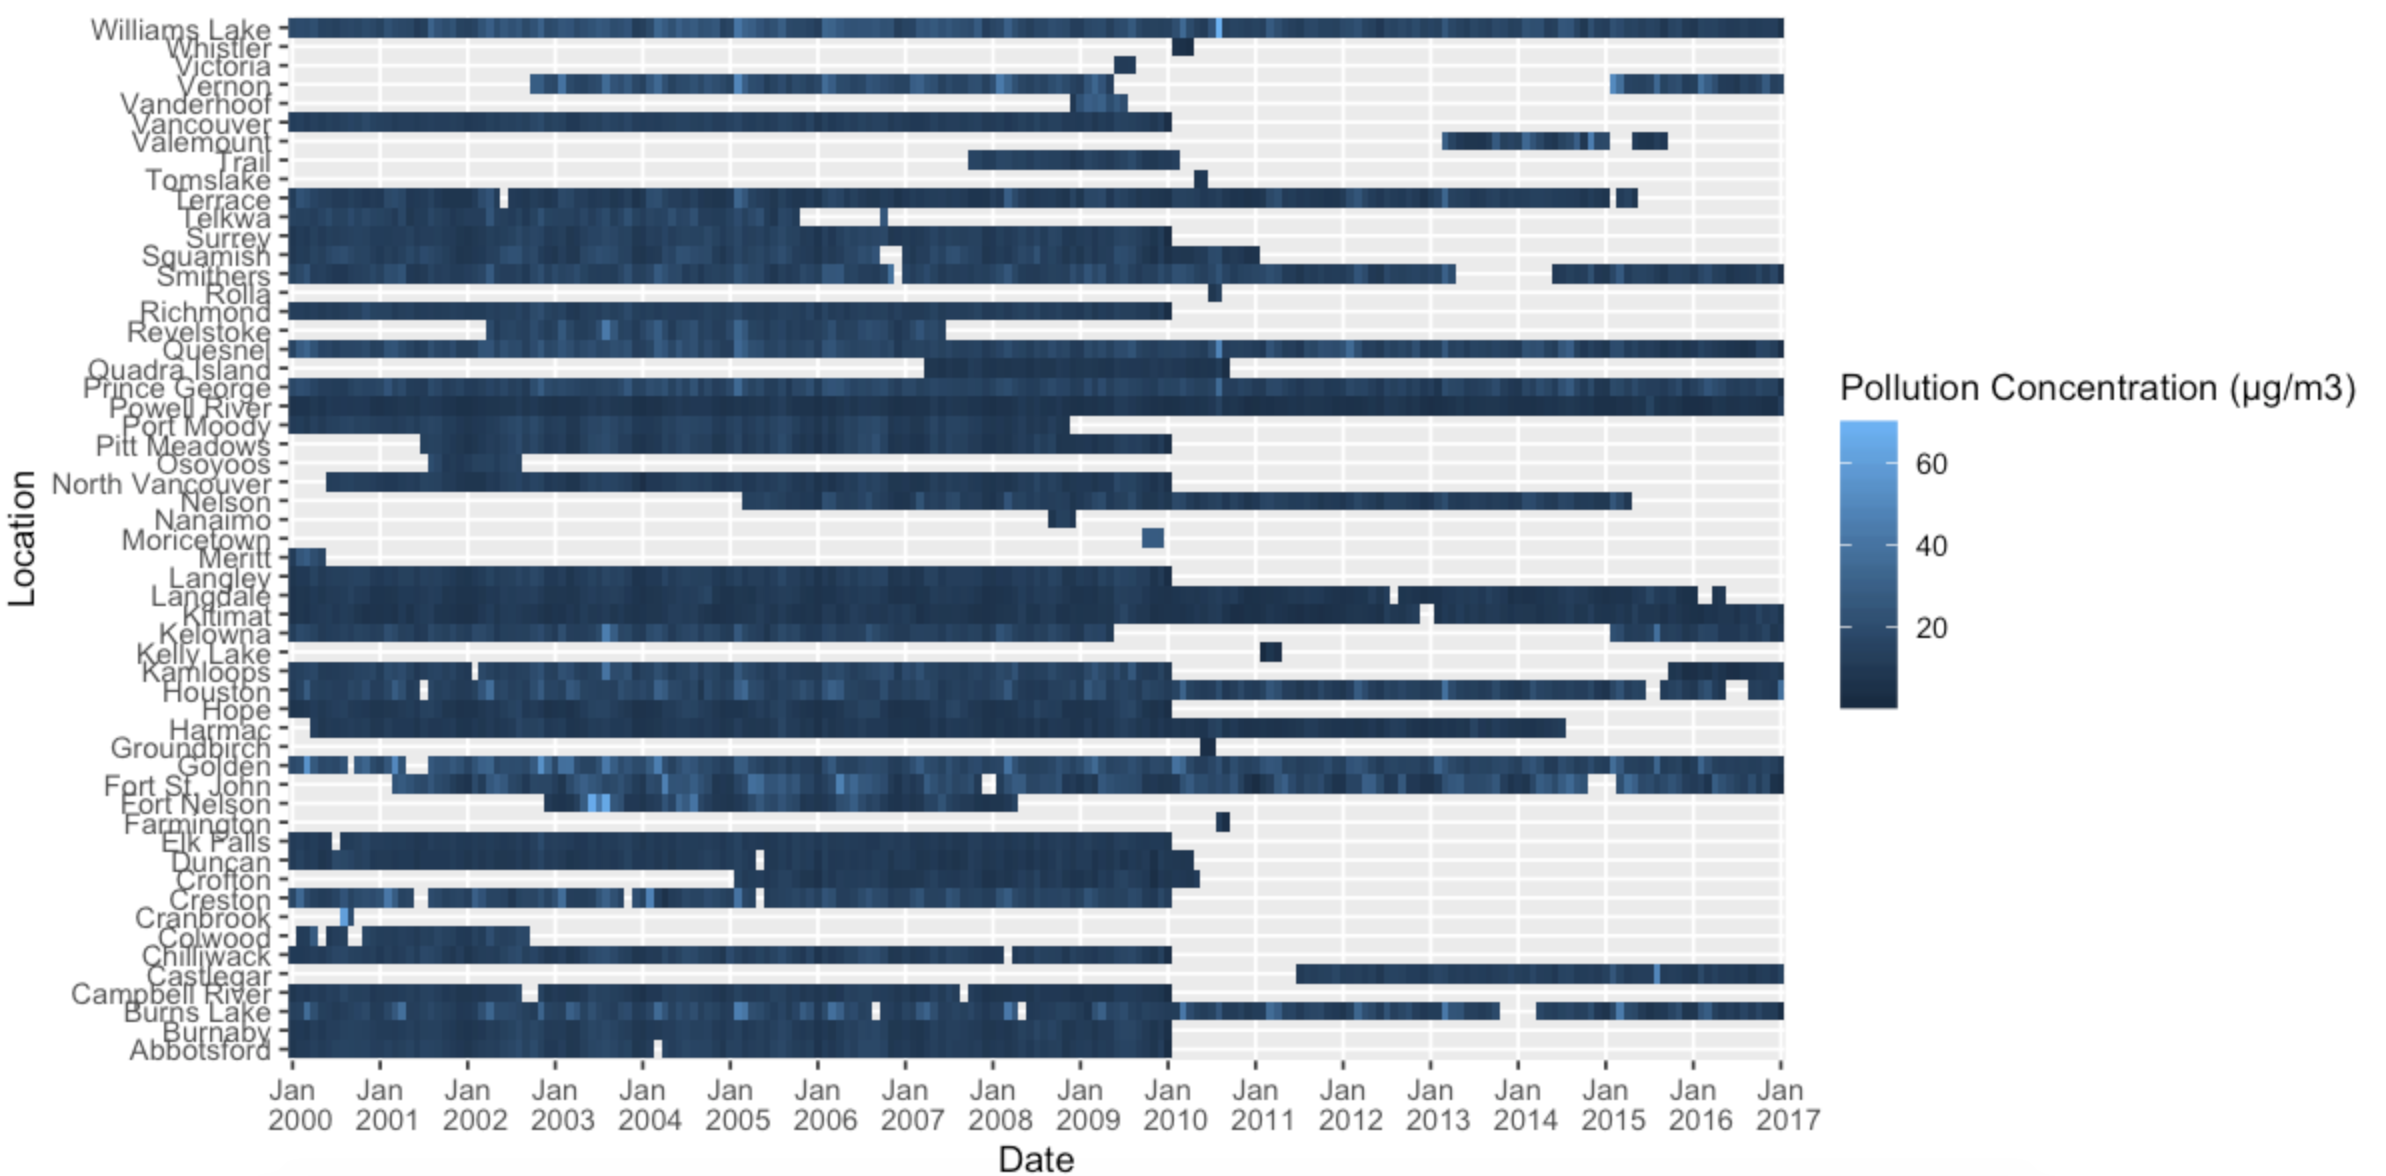 Williams Lake
Whistler
Victoria
Vernon
Vanderhoof
Vancouver
Valemount
Trail
Tomslake
Terrace
Telkwa
Surrey
Squamish
Smithers
Rolla
Richmond
Revelstoke
Quesnel
Quadra Island
Prince George
Powell River
Port Moody
Pitt Meadows
Osoyoos
North Vancouver
Nelson
Nanaimo
Moricetown
Meritt
Langley
Langdale
Kitimat
Kelowna
Kelly Lake
Kamloops
Houston
Hope
Harmac
Groundbirch
Golden
Fort St. John
Fort Nelson
Farmington
Elk Falls
Duncan
Crofton
Creston
Cranbrook
Colwood
Chilliwack
Castlegar
Campbell River
Burns Lake
Burnaby
Abbotsford
Location
Jan Jan Jan Jan Jan Jan Jan Jan Jan Jan Jan Jan Jan Jan Jan Jan Jan Jan
2000 2001 2002 2003 2004 2005 2006 2007 2008 2009 2010 2011 2012 2013 2014 2015 2016 2017
Date
Pollution Concentration (µg/m3)
60
40
20